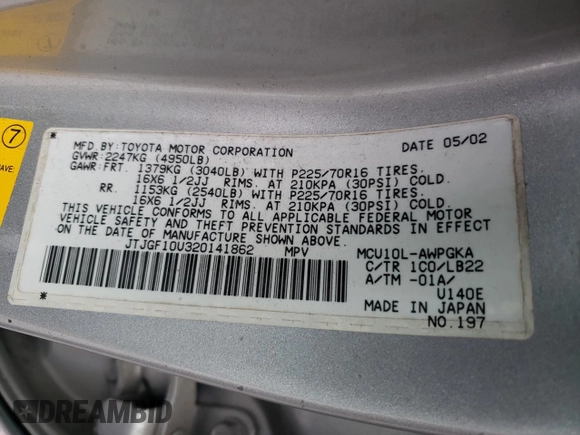 7
AVE:
MFD.BY:TOYOTA MOTOR CORPORATION DATE 05/02
GVWR:2247KG (4950LB)
GAWR:FRT. 1379KG (3040LB) WITH P225/70R16 TIRES.
16X6 1/2JJ RIMS. AT 210KPA (30PSI) COLD.
RR. 1153KG (2540LB) WITH P225/70R16 TIRES.
16X6 1/2JJ RIMS. AT 210KPA (30PSI) COLD.
THIS VEHICLE CONFORMS TO ALL APPLICABLE FEDERAL MOTOR
VEHICLE SAFETY AND THEFT PREVENTION STANDARDS IN EFFECT
ON THE DATE OF MANUFACTURE SHOWN ABOVE.
JTJGF10U320141862 MPV MCU10L-AWPGKA
C/TR 1C0/LB22
A/TM -01A/
U140E
MADE IN JAPAN
NO.197
DREAMBID